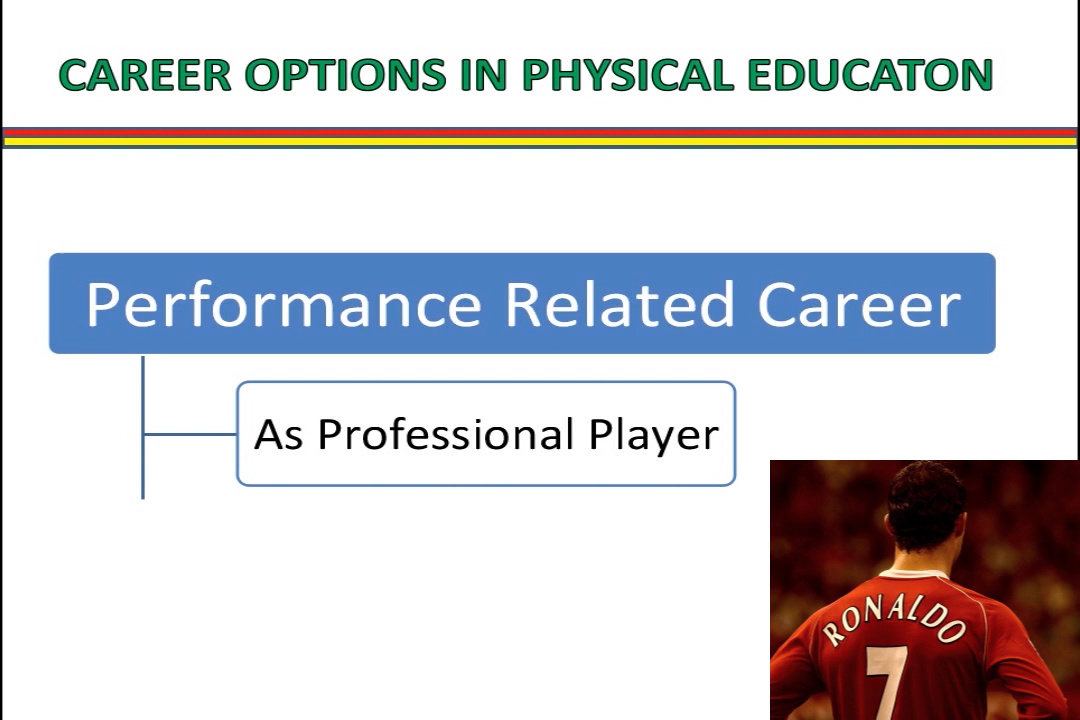 CAREER OPTIONS IN PHYSICAL EDUCATON
Performance Related Career
As Professional Player
RONALDO
7